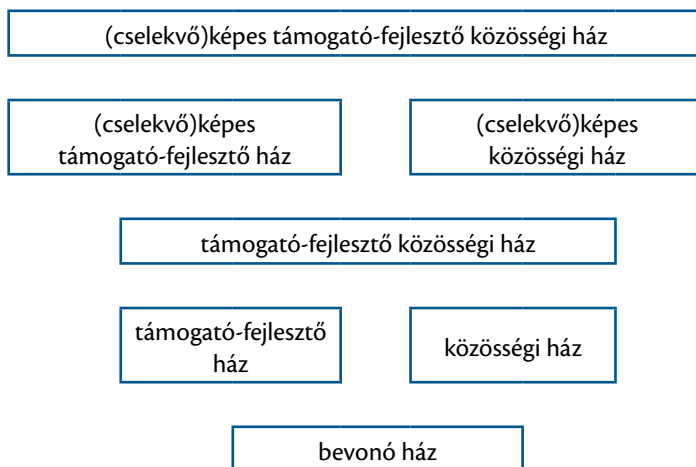 (cselekvő)képes támogató-fejlesztő közösségi ház
(cselekvő)képes
támogató-fejlesztő ház
(cselekvő)képes
közösségi ház
támogató-fejlesztő közösségi ház
támogató-fejlesztő
ház
közösségi ház
bevonó ház